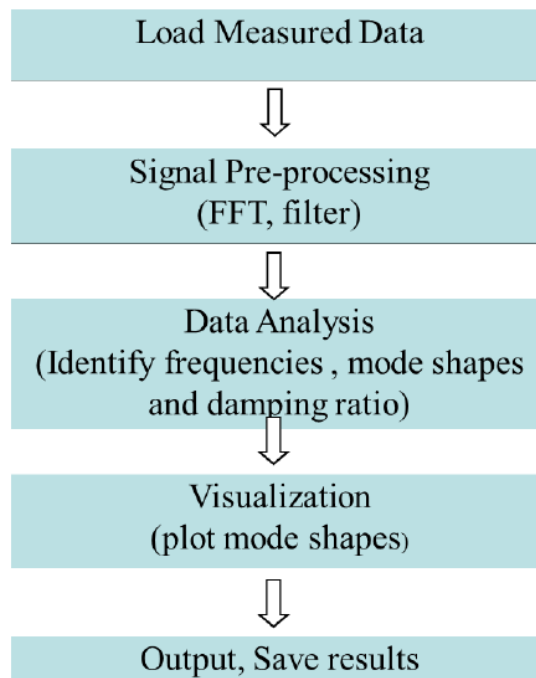 Load Measured Data
Signal Pre-processing
(FFT, filter)
Data Analysis
(Identify frequencies , mode shapes
and damping ratio)
Visualization
(plot mode shapes)
Output, Save results